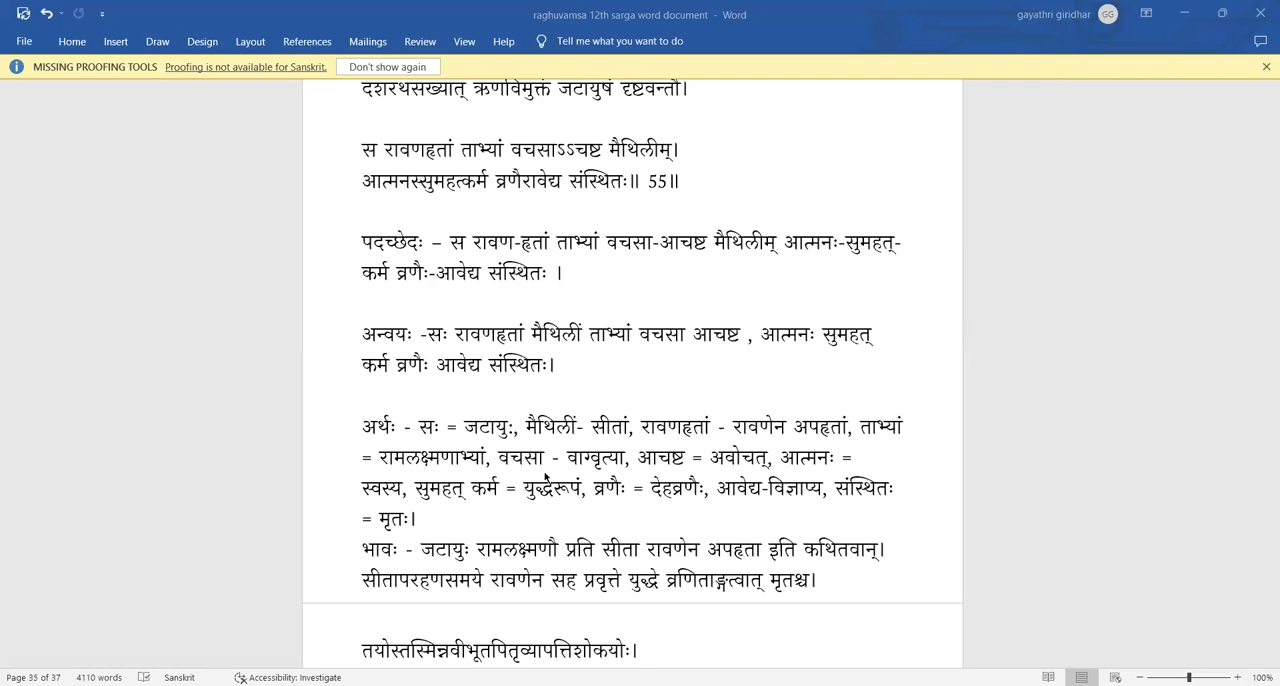 raghuvamsa 12th sarga word document - Word
gayathri giridhar GG
File Home Insert Draw Design Layout References Mailings Review View Help Tell me what you want to do
MISSING PROOFING TOOLS Proofing is not available for Sanskrit. Don't show again
दशरथसख्यात् ऋणविमुक्तं जटायुषं दृष्टवन्तौ।
स रावणहृतां ताभ्यां वचसाऽऽचष्ट मैथिलीम्।
आत्मनस्सुमहत्कर्म व्रणैरावेद्य संस्थितः॥ 55॥
पदच्छेदः – स रावण-हृतां ताभ्यां वचसा-आचष्ट मैथिलीम् आत्मनः-सुमहत्-
कर्म व्रणैः-आवेद्य संस्थितः ।
अन्वयः -सः रावणहृतां मैथिलीं ताभ्यां वचसा आचष्ट , आत्मनः सुमहत्
कर्म व्रणैः आवेद्य संस्थितः।
अर्थः - सः = जटायु:, मैथिलीं- सीतां, रावणहृतां - रावणेन अपहृतां, ताभ्यां
= रामलक्ष्मणाभ्यां, वचसा - वाग्वृत्या, आचष्ट = अवोचत्, आत्मनः =
स्वस्य, सुमहत् कर्म = युद्धरूपं, व्रणैः = देहव्रणैः, आवेद्य-विज्ञाप्य, संस्थितः
= मृतः।
भावः - जटायुः रामलक्ष्मणौ प्रति सीता रावणेन अपहृता इति कथितवान्।
सीतापरहणसमये रावणेन सह प्रवृत्ते युद्धे व्रणिताङ्गत्वात् मृतश्च।
तयोस्तस्मिन्नवीभूतपितृव्यापत्तिशोकयोः।
Page 35 of 37 4110 words Sanskrit Accessibility: Investigate 100%